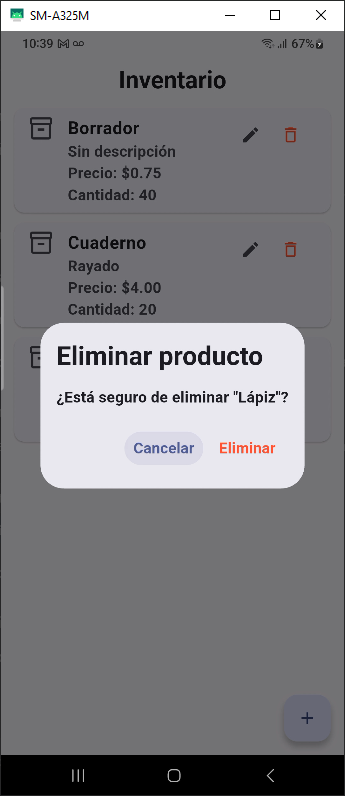 SM-A325M
10:39
67%
Inventario
Borrador
Sin descripción
Precio: $0.75
Cantidad: 40
Cuaderno
Rayado
Precio: $4.00
Cantidad: 20
Eliminar producto
¿Está seguro de eliminar "Lápiz"?
Cancelar Eliminar
+